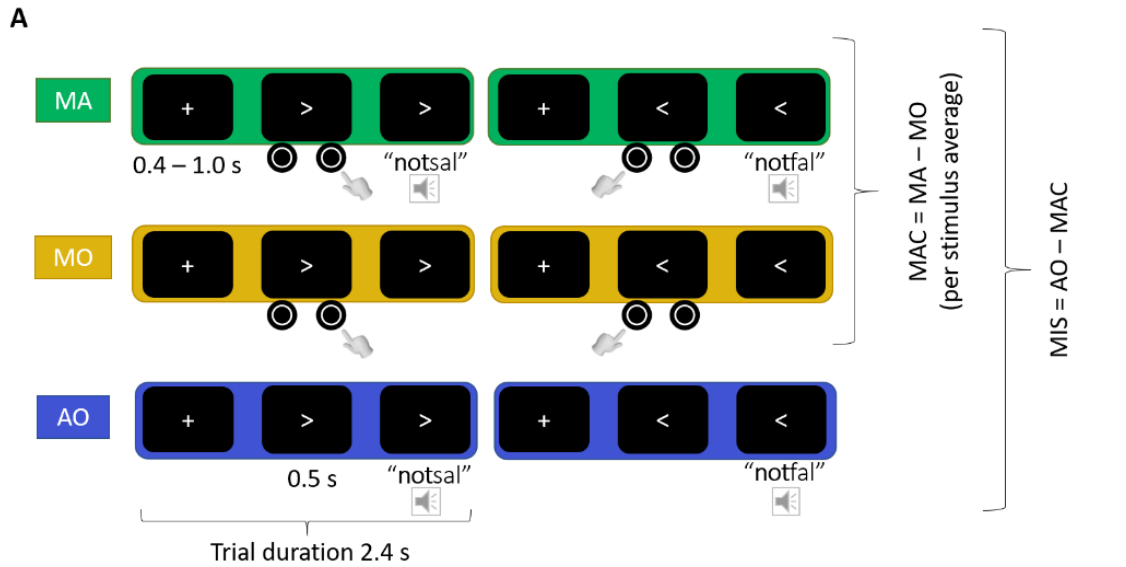 A
MA
+ > >
+ < <
0.4 – 1.0 s
"notsal"
"notfal"
MO
+ > >
+ < <
AO
+ > >
+ < <
0.5 s
"notsal"
"notfal"
Trial duration 2.4 s
MAC = MA – MO
(per stimulus average)
MIS = AO – MAC